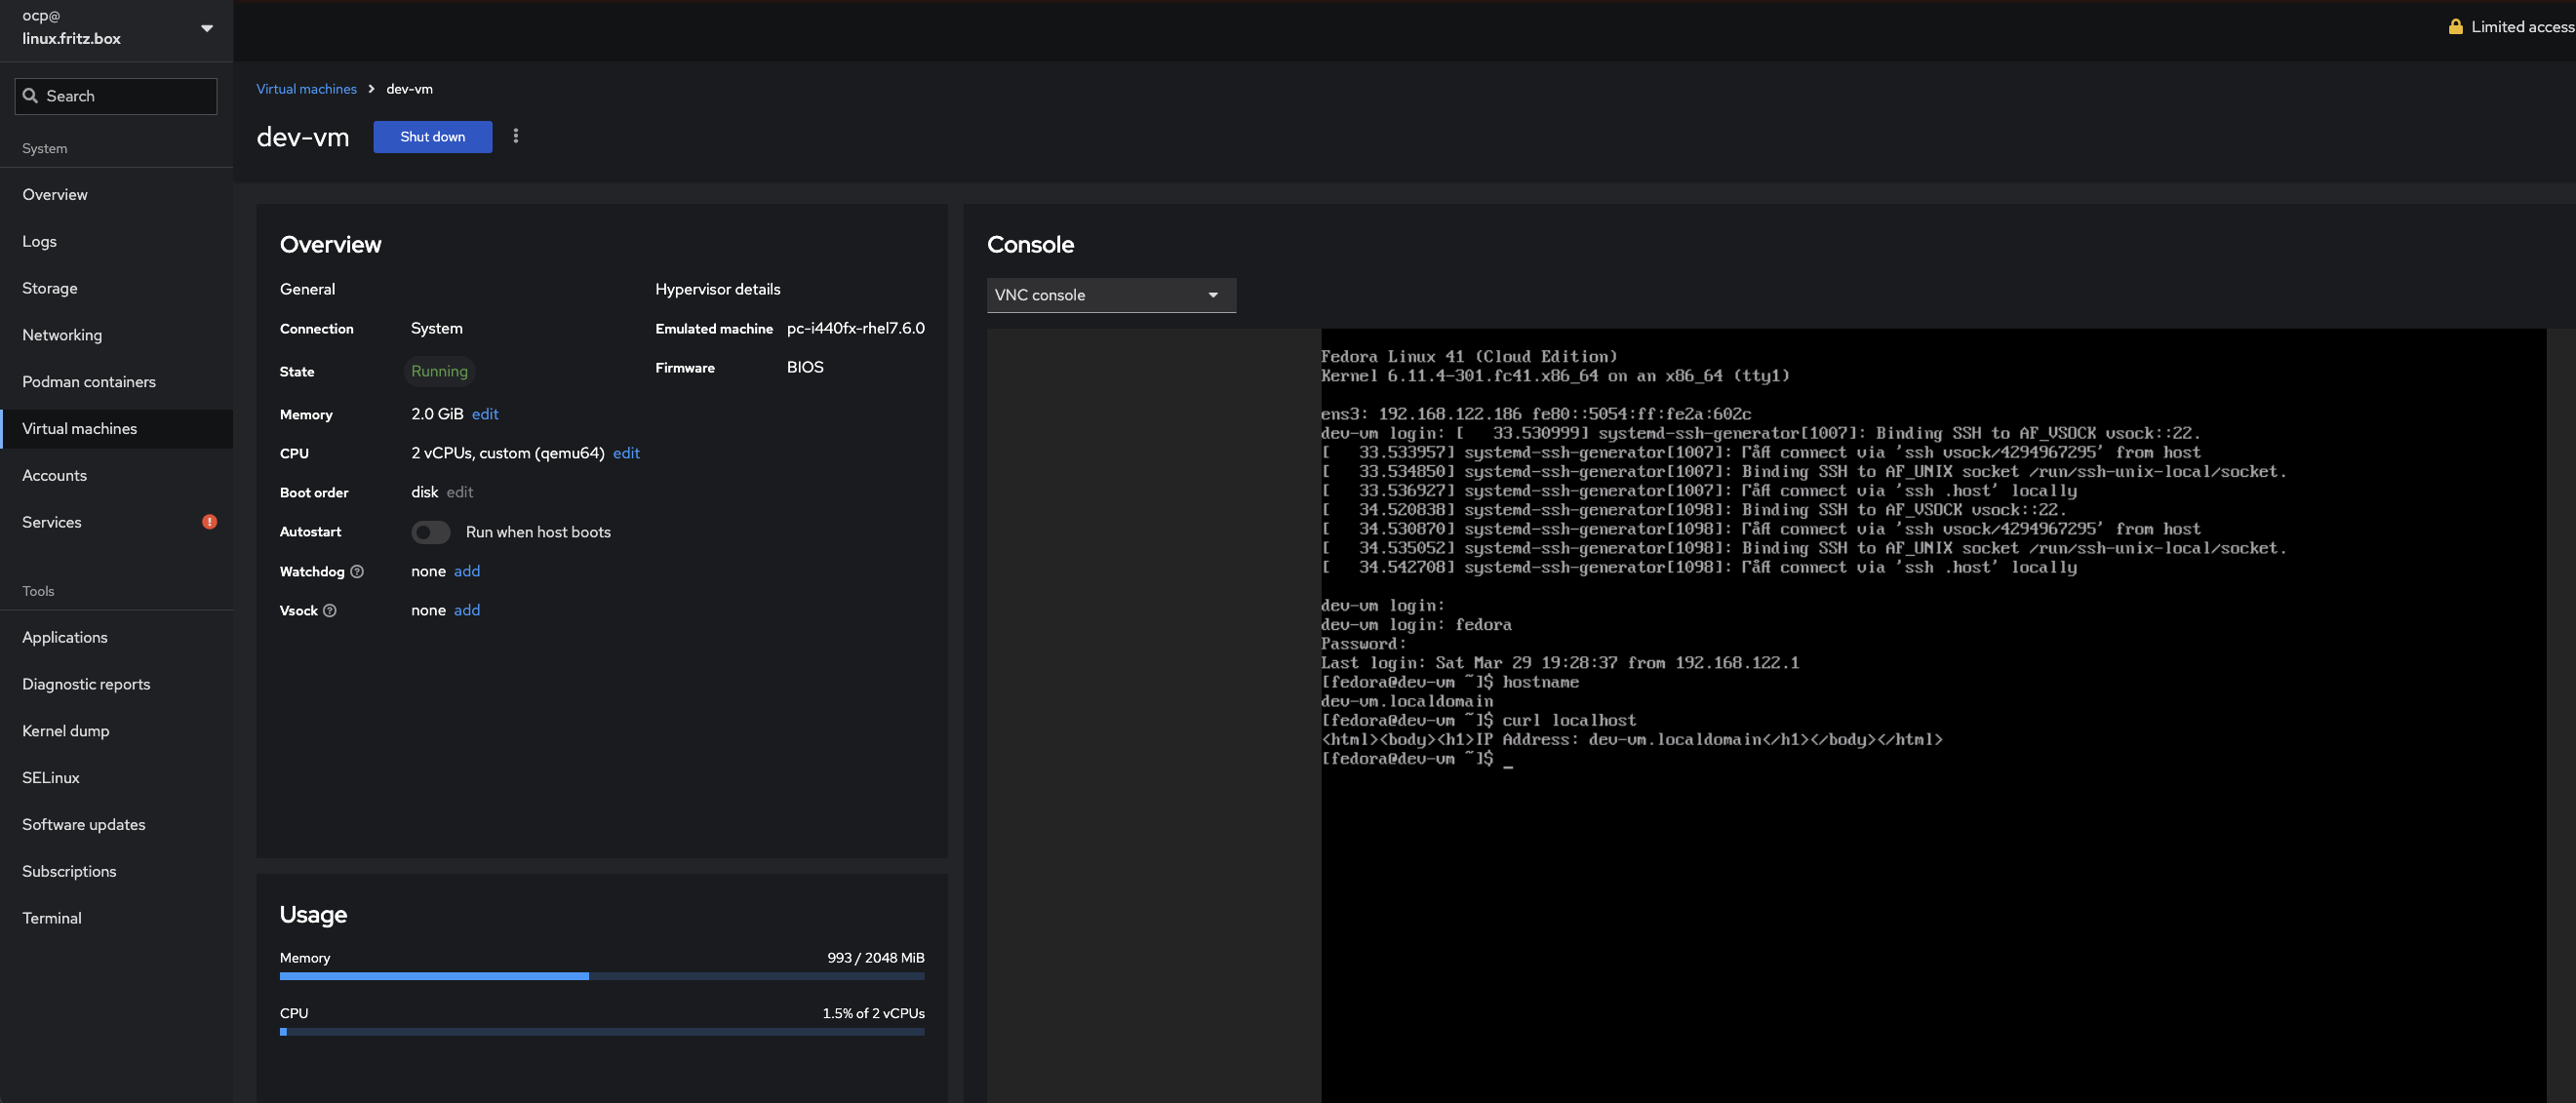 ocp@
linux.fritz.box
Limited access
Search
System
Overview
Logs
Storage
Networking
Podman containers
Virtual machines
Accounts
Services
Tools
Applications
Diagnostic reports
Kernel dump
SELinux
Software updates
Subscriptions
Terminal
Virtual machines > dev-vm
dev-vm Shut down
Overview
General
Connection System
State Running
Memory 2.0 GiB edit
CPU 2 vCPUs, custom (qemu64) edit
Boot order disk edit
Autostart Run when host boots
Watchdog none add
Vsock none add
Hypervisor details
Emulated machine pc-i440fx-rhel7.6.0
Firmware BIOS
Usage
Memory 993 / 2048 MiB
CPU 1.5% of 2 vCPUs
Console
VNC console
Fedora Linux 41 (Cloud Edition)
Kernel 6.11.4-301.fc41.x86_64 on an x86_64 (tty1)
ens3: 192.168.122.186 fe80::5054:ff:fe2a:602c
dev-vm login: [   33.530999] systemd-ssh-generator[1007]: Binding SSH to AF_VSOCK vsock::22.
[   33.533957] systemd-ssh-generator[1007]: connect via 'ssh vsock/4294967295' from host
[   33.534850] systemd-ssh-generator[1007]: Binding SSH to AF_UNIX socket /run/ssh-unix-local/socket.
[   33.536927] systemd-ssh-generator[1007]: connect via 'ssh .host' locally
[   34.520838] systemd-ssh-generator[1098]: Binding SSH to AF_VSOCK vsock::22.
[   34.530870] systemd-ssh-generator[1098]: connect via 'ssh vsock/4294967295' from host
[   34.535052] systemd-ssh-generator[1098]: Binding SSH to AF_UNIX socket /run/ssh-unix-local/socket.
[   34.542708] systemd-ssh-generator[1098]: connect via 'ssh .host' locally
dev-vm login:
dev-vm login: fedora
Password:
Last login: Sat Mar 29 19:28:37 from 192.168.122.1
[fedora@dev-vm ~]$ hostname
dev-vm.localdomain
[fedora@dev-vm ~]$ curl localhost
<html><body><h1>IP Address: dev-vm.localdomain</h1></body></html>
[fedora@dev-vm ~]$ _